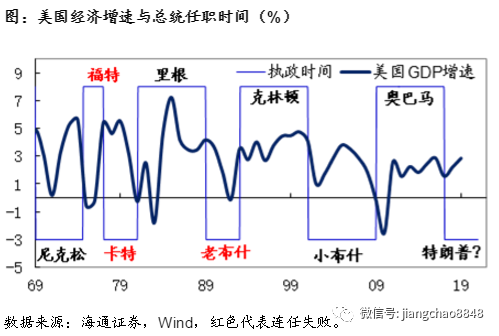 图：美国经济增速与总统任职时间（%）
9
7
5
3
1
-1
-3
-5
福特
里根
执政时间
美国GDP增速
克林顿
奥巴马
尼克松
卡特
老布什
小布什
特朗普？
69
79
89
99
09
19
数据来源：海通证券，Wind，红色代表连任失败。
微信号: jiangchao8848